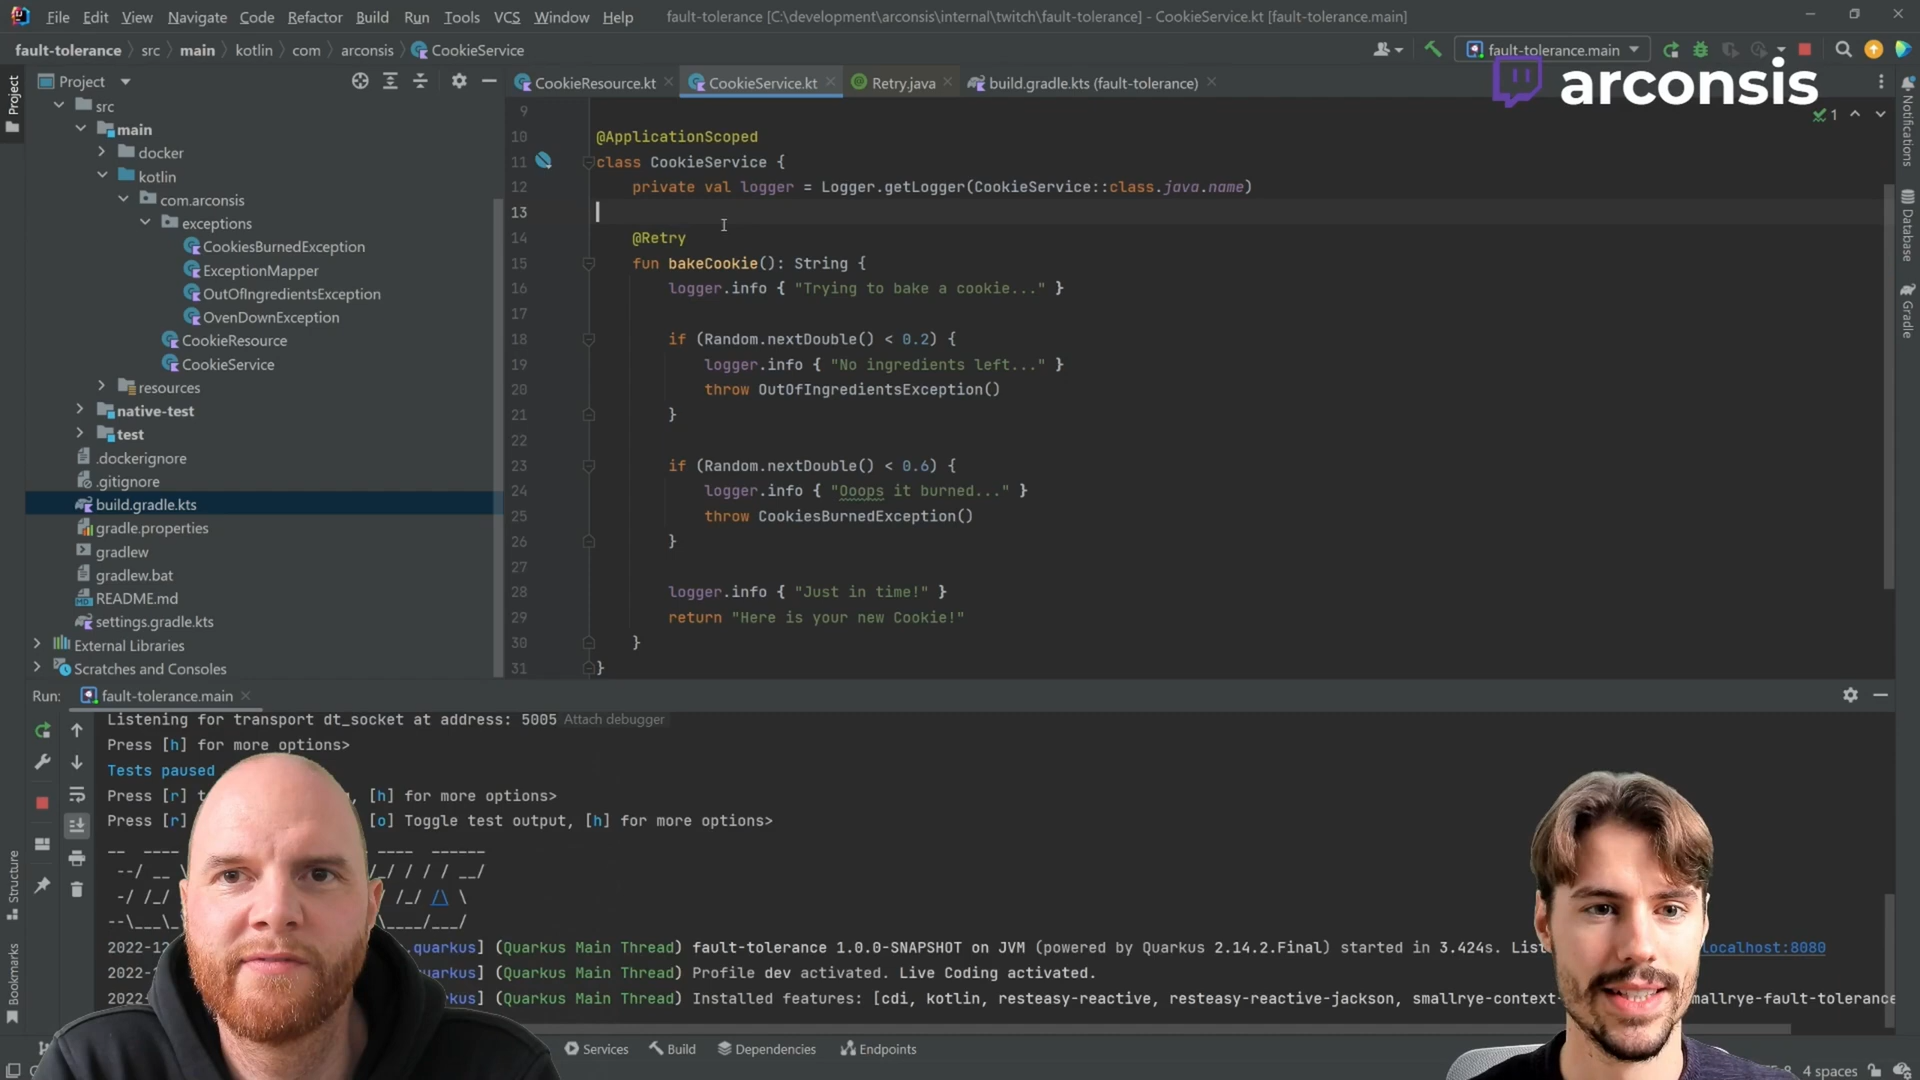 File Edit View Navigate Code Refactor Build Run Tools VCS Window Help fault-tolerance [C:\development\arconsis\internal\twitch\fault-tolerance] - CookieService.kt [fault-tolerance.main]
fault-tolerance src main kotlin com arconsis CookieService fault-tolerance.main
arconsis
Project
CookieResource.kt CookieService.kt Retry.java build.gradle.kts (fault-tolerance)
src
main
docker
kotlin
com.arconsis
exceptions
CookiesBurnedException
ExceptionMapper
OutOfIngredientsException
OvenDownException
CookieResource
CookieService
resources
native-test
test
.dockerignore
.gitignore
build.gradle.kts
gradle.properties
gradlew
gradlew.bat
README.md
settings.gradle.kts
External Libraries
Scratches and Consoles
9
10 @ApplicationScoped
11 class CookieService {
12 private val logger = Logger.getLogger(CookieService::class.java.name)
13
14 @Retry
15 fun bakeCookie(): String {
16 logger.info { "Trying to bake a cookie..." }
17
18 if (Random.nextDouble() < 0.2) {
19 logger.info { "No ingredients left..." }
20 throw OutOfIngredientsException()
21 }
22
23 if (Random.nextDouble() < 0.6) {
24 logger.info { "Ooops it burned..." }
25 throw CookiesBurnedException()
26 }
27
28 logger.info { "Just in time!" }
29 return "Here is your new Cookie!"
30 }
31 }
1
Project
Structure
Bookmarks
Notifications
Database
Gradle
Run: fault-tolerance.main
Listening for transport dt_socket at address: 5005 Attach debugger
Press [h] for more options>
Tests paused
Press [r] [h] for more options>
Press [r] [o] Toggle test output, [h] for more options>
quarkus] (Quarkus Main Thread) fault-tolerance 1.0.0-SNAPSHOT on JVM (powered by Quarkus 2.14.2.Final) started in 3.424s. localhost:8080
(Quarkus Main Thread) Profile dev activated. Live Coding activated.
(Quarkus Main Thread) Installed features: [cdi, kotlin, resteasy-reactive, resteasy-reactive-jackson, smallrye-context- smallrye-fault-tolerance
Services Build Dependencies Endpoints
4 spaces